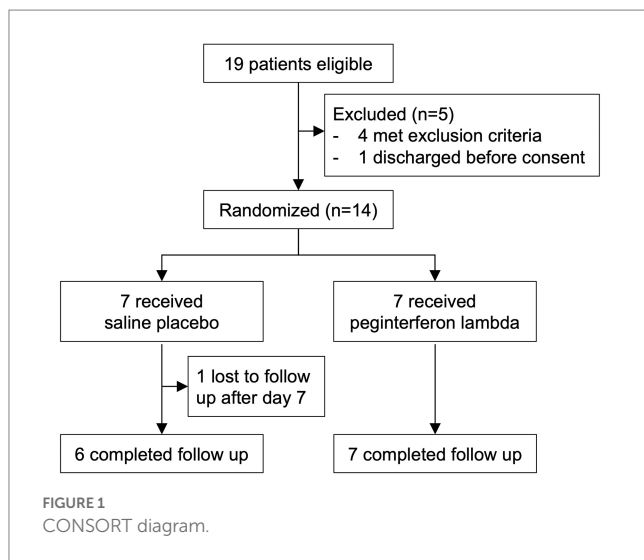 19 patients eligible
Excluded (n=5)
- 4 met exclusion criteria
- 1 discharged before consent
Randomized (n=14)
7 received
saline placebo
7 received
peginterferon lambda
1 lost to follow
up after day 7
6 completed follow up
7 completed follow up
FIGURE 1
CONSORT diagram.